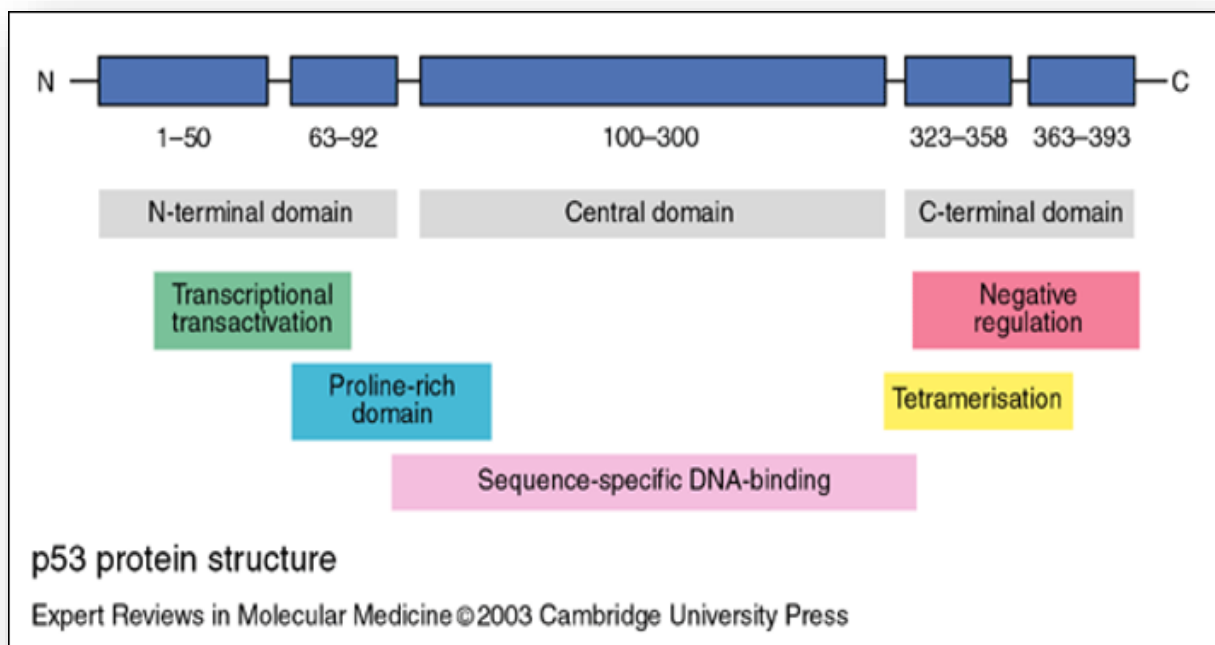 N
C
1–50
63–92
100–300
323–358
363–393
N-terminal domain
Central domain
C-terminal domain
Transcriptional
transactivation
Negative
regulation
Proline-rich
domain
Tetramerisation
Sequence-specific DNA-binding
p53 protein structure
Expert Reviews in Molecular Medicine©2003 Cambridge University Press